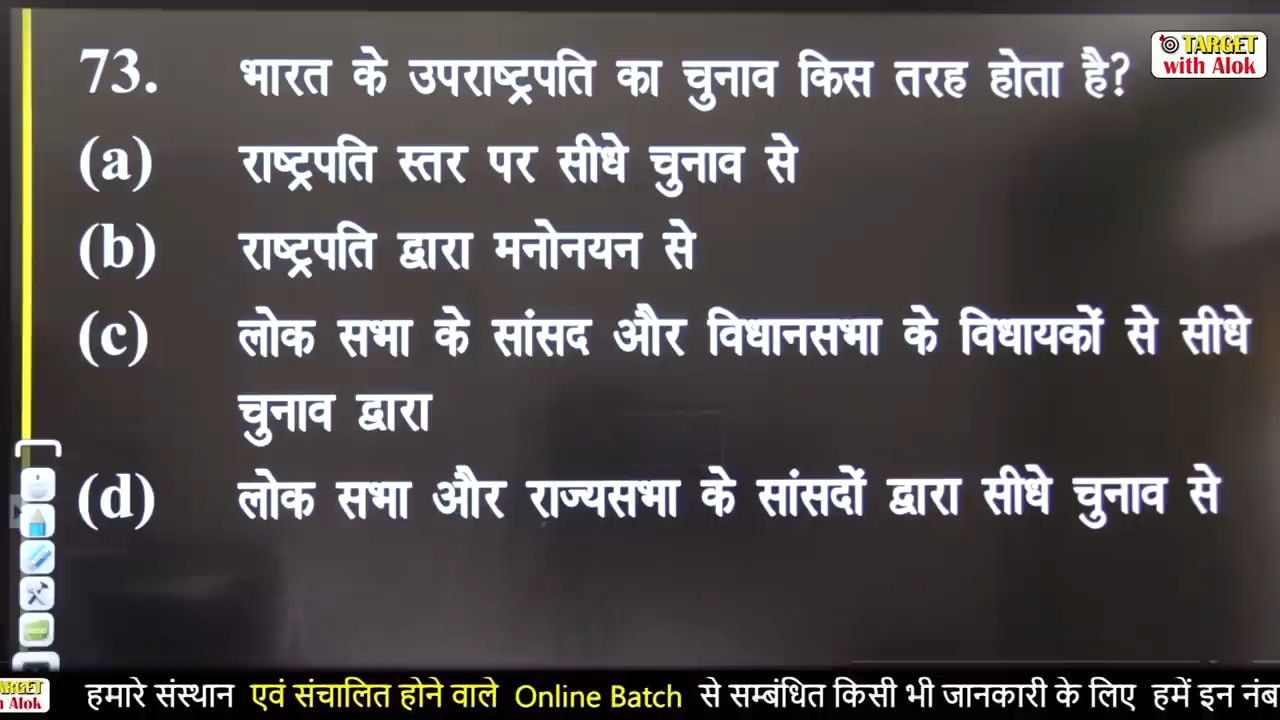 TARGET
with Alok
73. भारत के उपराष्ट्रपति का चुनाव किस तरह होता है?
(a) राष्ट्रपति स्तर पर सीधे चुनाव से
(b) राष्ट्रपति द्वारा मनोनयन से
(c) लोक सभा के सांसद और विधानसभा के विधायकों से सीधे
चुनाव द्वारा
(d) लोक सभा और राज्यसभा के सांसदों द्वारा सीधे चुनाव से
हमारे संस्थान एवं संचालित होने वाले Online Batch से सम्बंधित किसी भी जानकारी के लिए हमें इन